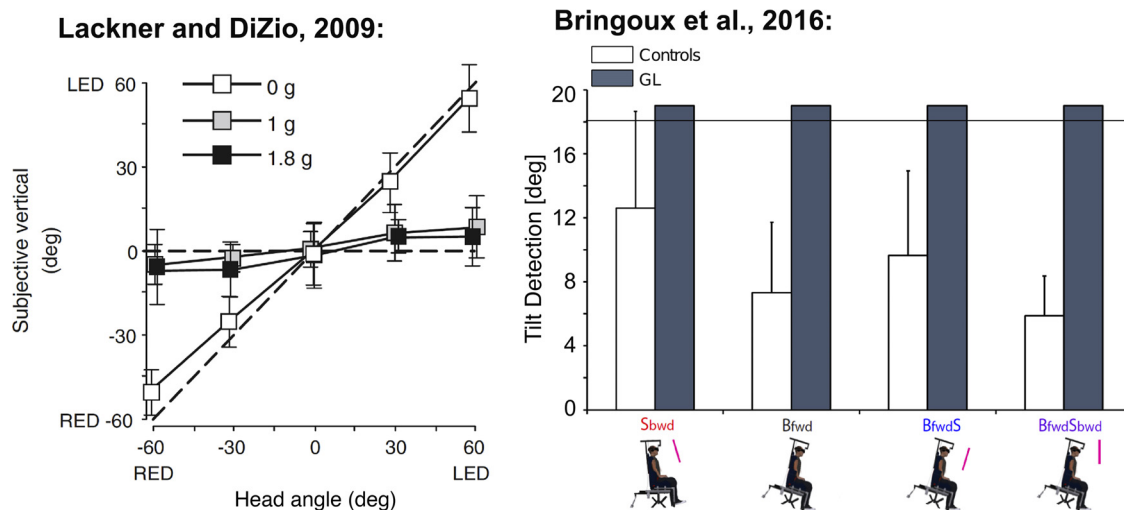 Lackner and DiZio, 2009:
LED 60
30
0
-30
RED -60
Subjective vertical
(deg)
0 g
1 g
1.8 g
-60 -30 0 30 60
RED LED
Head angle (deg)
Bringoux et al., 2016:
Controls
GL
20
16
12
8
4
0
Tilt Detection [deg]
Sbwd Bfwd BfwdS BfwdSbwd